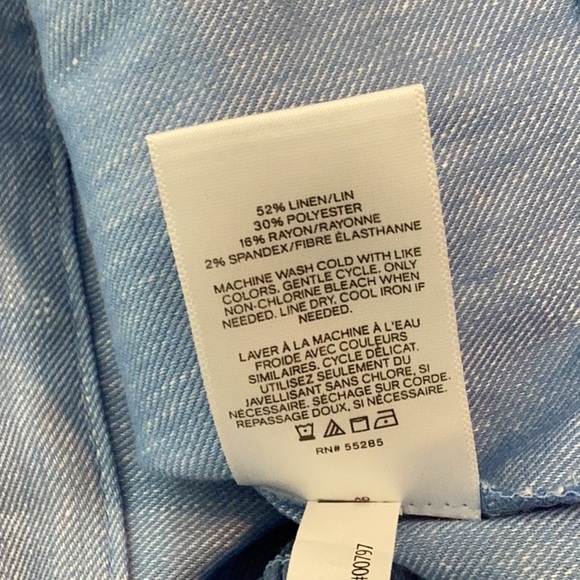 52% LINEN/LIN
30% POLYESTER
16% RAYON/RAYONNE
2% SPANDEX/FIBRE ÉLASTHANNE
MACHINE WASH COLD WITH LIKE
COLORS. GENTLE CYCLE. ONLY
NON-CHLORINE BLEACH WHEN
NEEDED. LINE DRY. COOL IRON IF
NEEDED.
LAVER À LA MACHINE À L'EAU
FROIDE AVEC COULEURS
SIMILAIRES. CYCLE DÉLICAT.
UTILISEZ SEULEMENT DU
JAVELLISANT SANS CHLORE, SI
NÉCESSAIRE. SÉCHAGE SUR CORDE.
REPASSAGE DOUX, SI NÉCESSAIRE.
RN# 55285
#00797